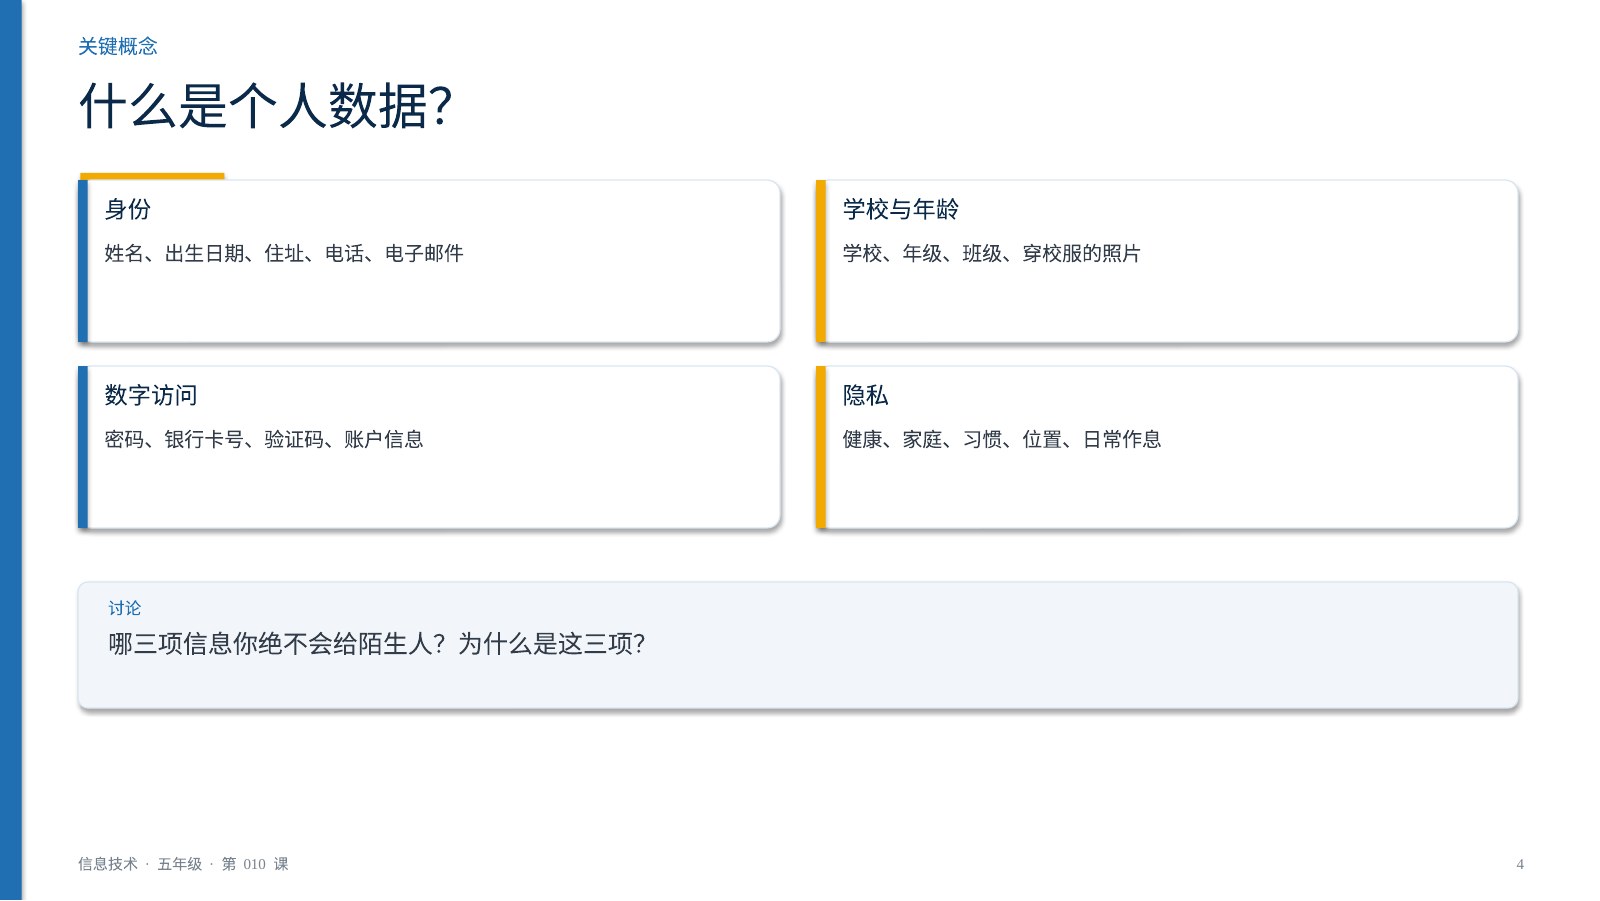 关键概念
什么是个人数据？
身份
姓名、出生日期、住址、电话、电子邮件
学校与年龄
学校、年级、班级、穿校服的照片
数字访问
密码、银行卡号、验证码、账户信息
隐私
健康、家庭、习惯、位置、日常作息
讨论
哪三项信息你绝不会给陌生人？为什么是这三项？
信息技术 · 五年级 · 第 010 课
4